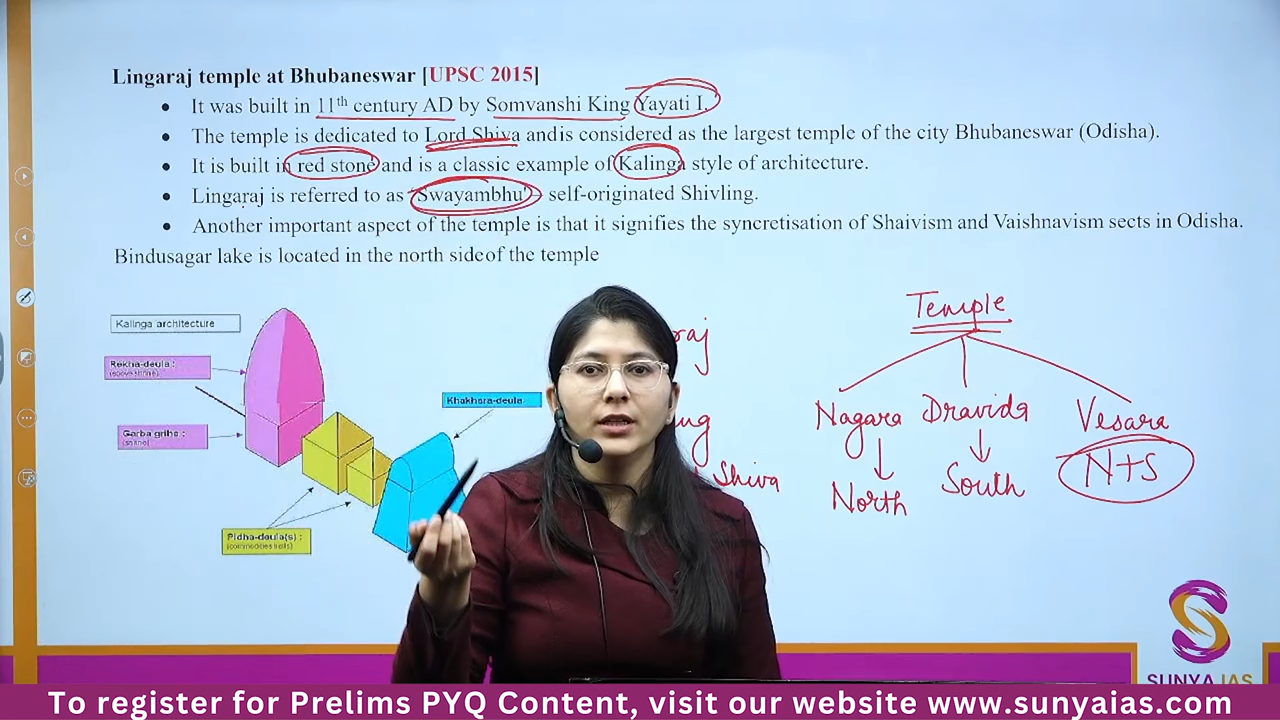 Lingaraj temple at Bhubaneswar [UPSC 2015]
• It was built in 11th century AD by Somvanshi King Yayati I.
• The temple is dedicated to Lord Shiva andis considered as the largest temple of the city Bhubaneswar (Odisha).
• It is built in red stone and is a classic example of Kalinga style of architecture.
• Lingaraj is referred to as 'Swayambhu' – self-originated Shivling.
• Another important aspect of the temple is that it signifies the syncretisation of Shaivism and Vaishnavism sects in Odisha.
Bindusagar lake is located in the north sideof the temple
Kalinga architecture
Rekha-deula :
Garba griha :
(shrine)
Pidha-deula(s) :
Khakhara-deula
raj
ng
Shiva
Temple
Nagara Dravida Vesara
North South N+S
SUNYA IAS
To register for Prelims PYQ Content, visit our website www.sunyaias.com